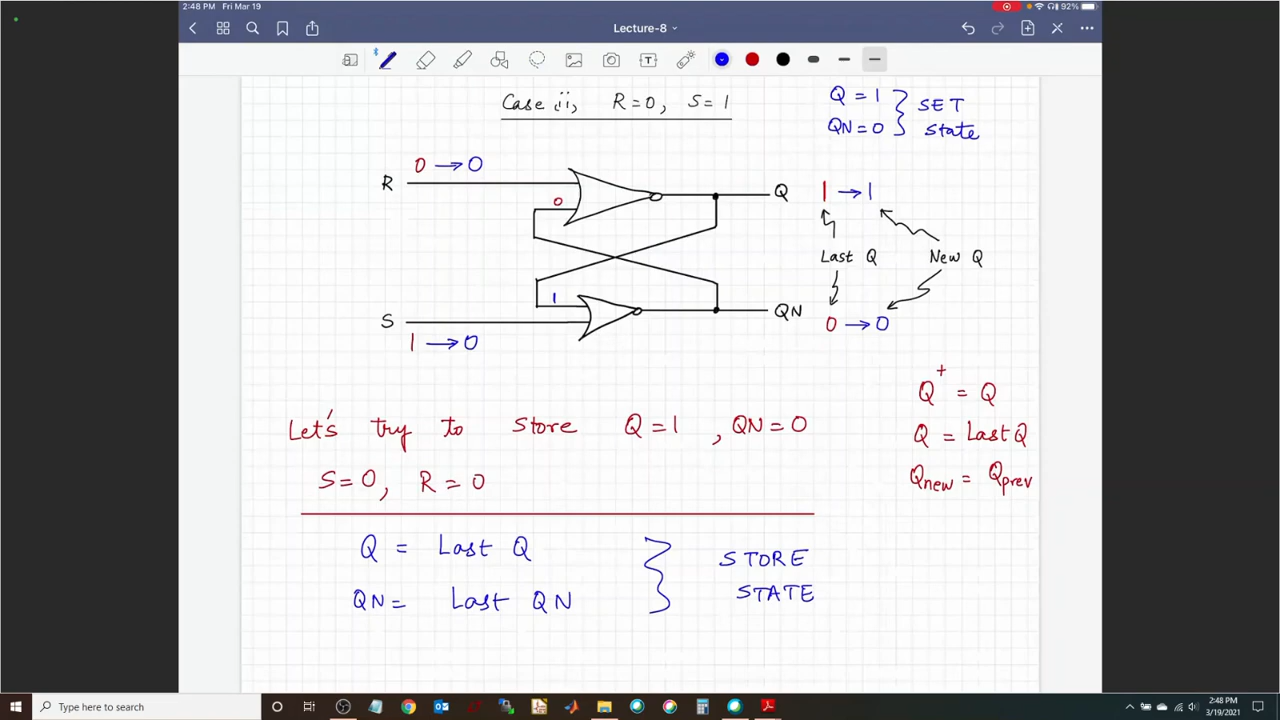 2:48 PM Fri Mar 19
92%
Lecture-8
Case ii, R=0, S=1
Q = 1
QN=0
SET
State
0 → 0
R
0
Q
1 → 1
Last Q
New Q
1
S
QN
0 → 0
1 → 0
Q+ = Q
Let's try to store Q=1, QN=0
Q = Last Q
S=0, R=0
Qnew = Qprev
Q = Last Q
QN= Last QN
STORE
STATE
Type here to search
2:48 PM
3/19/2021